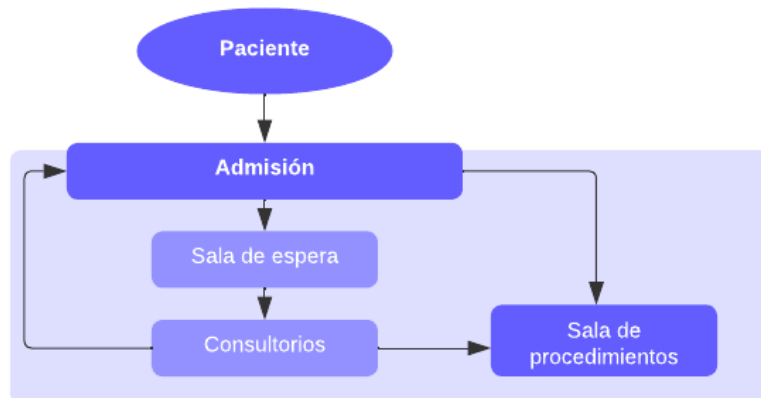 Paciente
Admisión
Sala de espera
Consultorios
Sala de
procedimientos